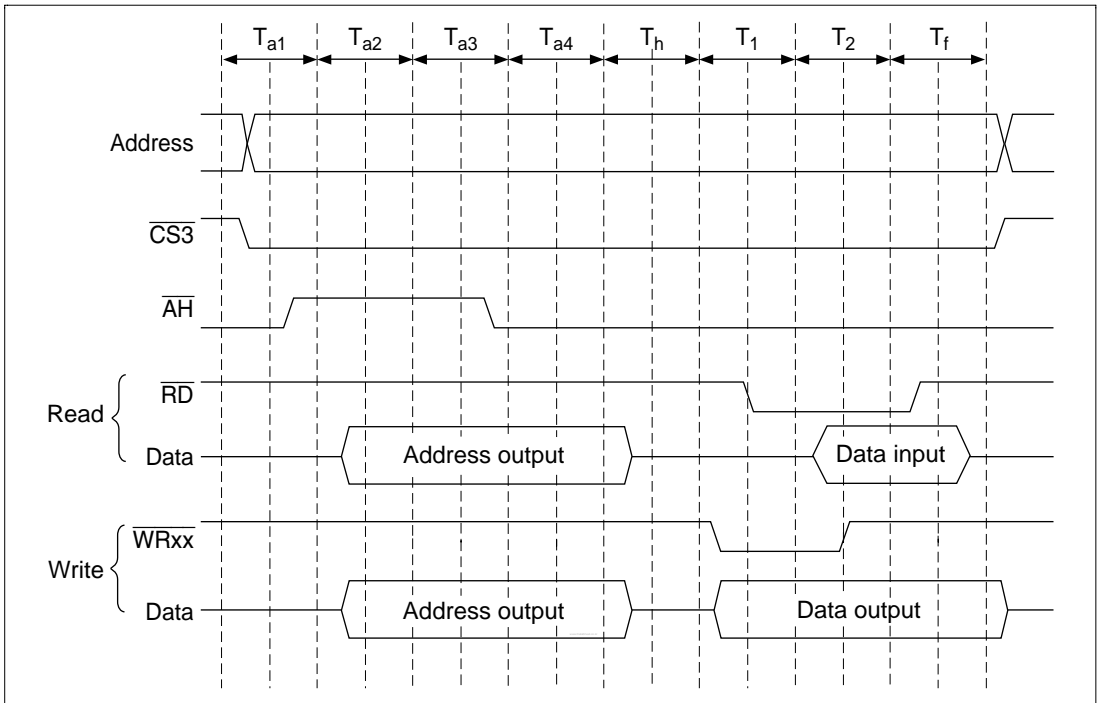 Ta1 Ta2 Ta3 Ta4 Th T1 T2 Tf
Address
CS3
AH
RD
Read
Data Address output Data input
WRxx
Write
Data Address output Data output